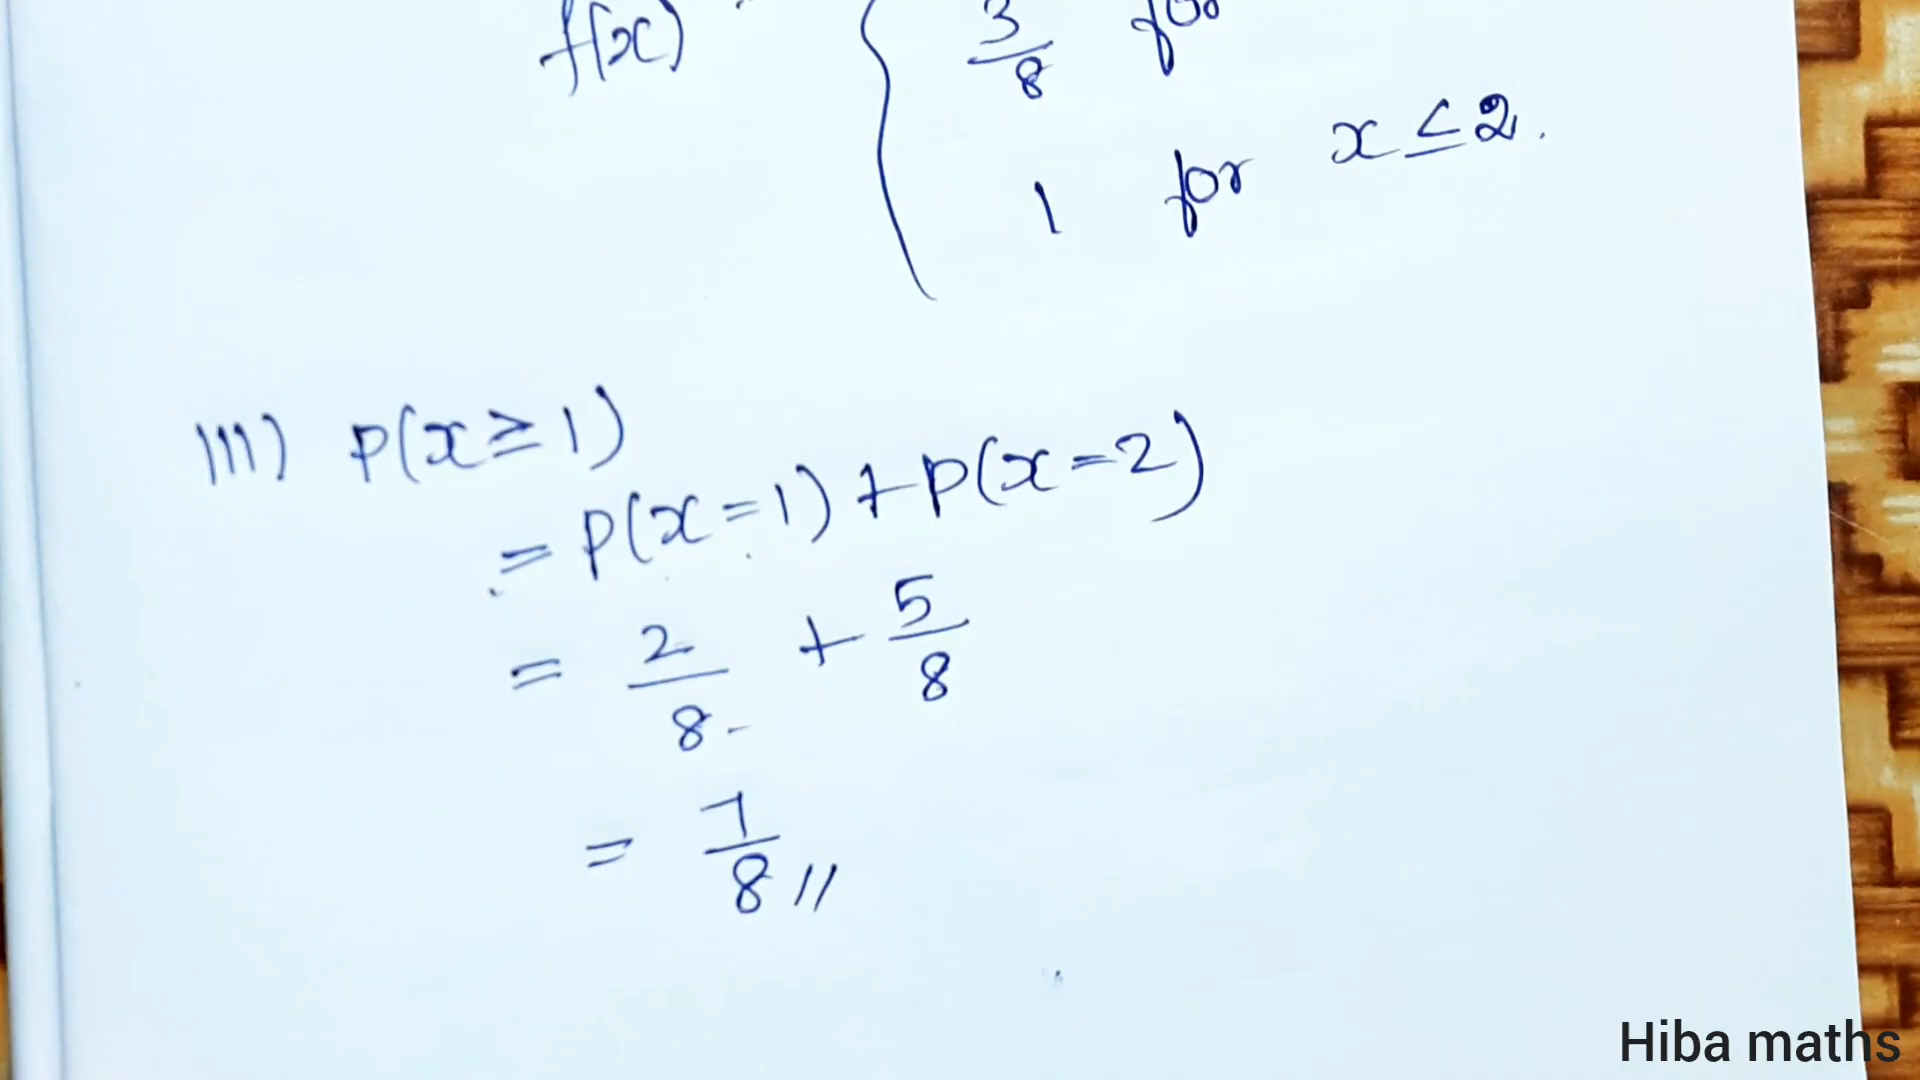 f(x)
3/8 for
1 for x ≤ 2.
III) P(x ≥ 1)
= P(x = 1) + P(x = 2)
= 2/8 + 5/8
= 7/8 //
Hiba maths